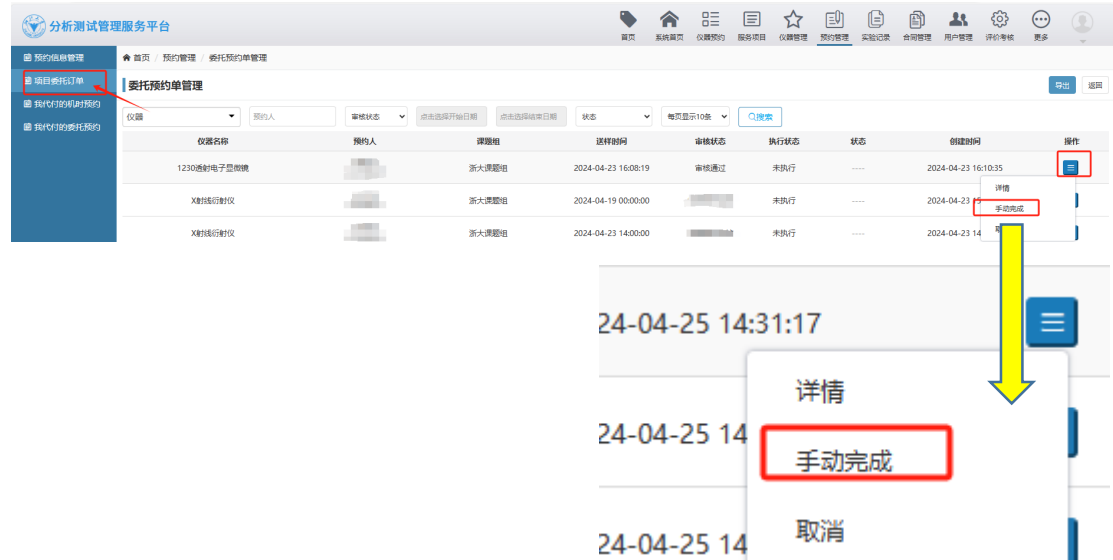 分析测试管理服务平台
首页 系统首页 仪器预约 服务项目 仪器管理 预约管理 实验记录 合同管理 用户管理 评价考核 更多
预约信息管理
项目委托订单
我代付的机时预约
我代付的委托预约
首页 / 预约管理 / 委托预约单管理
委托预约单管理
导出 返回
仪器 预约人 审核状态 点击选择开始日期 点击选择结束日期 状态 每页显示10条 搜索
仪器名称 预约人 课题组 送样时间 审核状态 执行状态 状态 创建时间 操作
1230透射电子显微镜 浙大课题组 2024-04-23 16:08:19 审核通过 未执行 ---- 2024-04-23 16:10:35
X射线衍射仪 浙大课题组 2024-04-19 00:00:00 未执行 ---- 2024-04-23 15
X射线衍射仪 浙大课题组 2024-04-23 14:00:00 未执行 ---- 2024-04-23 14
详情
手动完成
24-04-25 14:31:17
详情
24-04-25 14
手动完成
取消
24-04-25 14